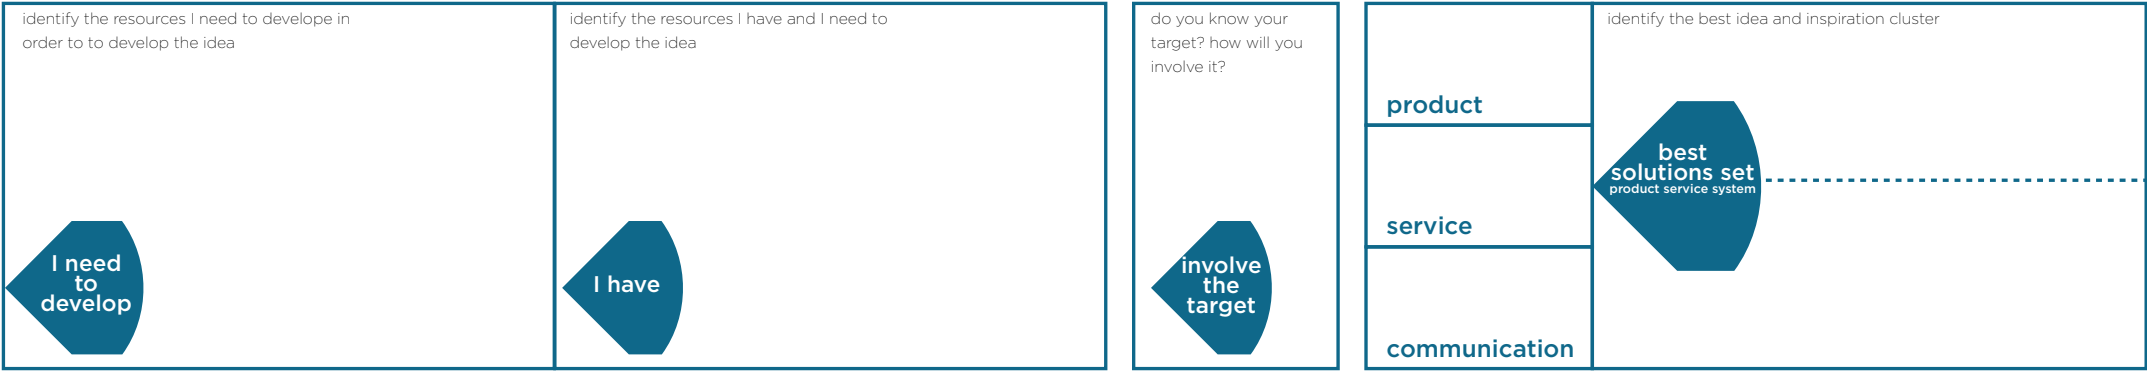 identify the resources I need to develope in
order to to develop the idea
I need
to
develop
identify the resources I have and I need to
develop the idea
I have
do you know your
target? how will you
involve it?
involve
the
target
product
service
communication
identify the best idea and inspiration cluster
best
solutions set
product service system